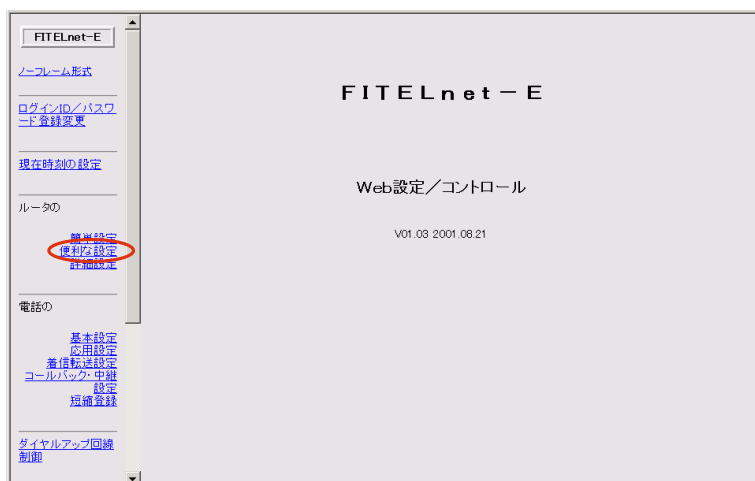 FITELnet-E
ノーフレーム形式
ログインID/パスワ
ード登録変更
現在時刻の設定
ルータの
簡単設定
便利な設定
詳細設定
電話の
基本設定
応用設定
着信転送設定
コールバック・中継
設定
短縮登録
ダイヤルアップ回線
制御
FITELnet-E
Web設定/コントロール
V01.03 2001.08.21